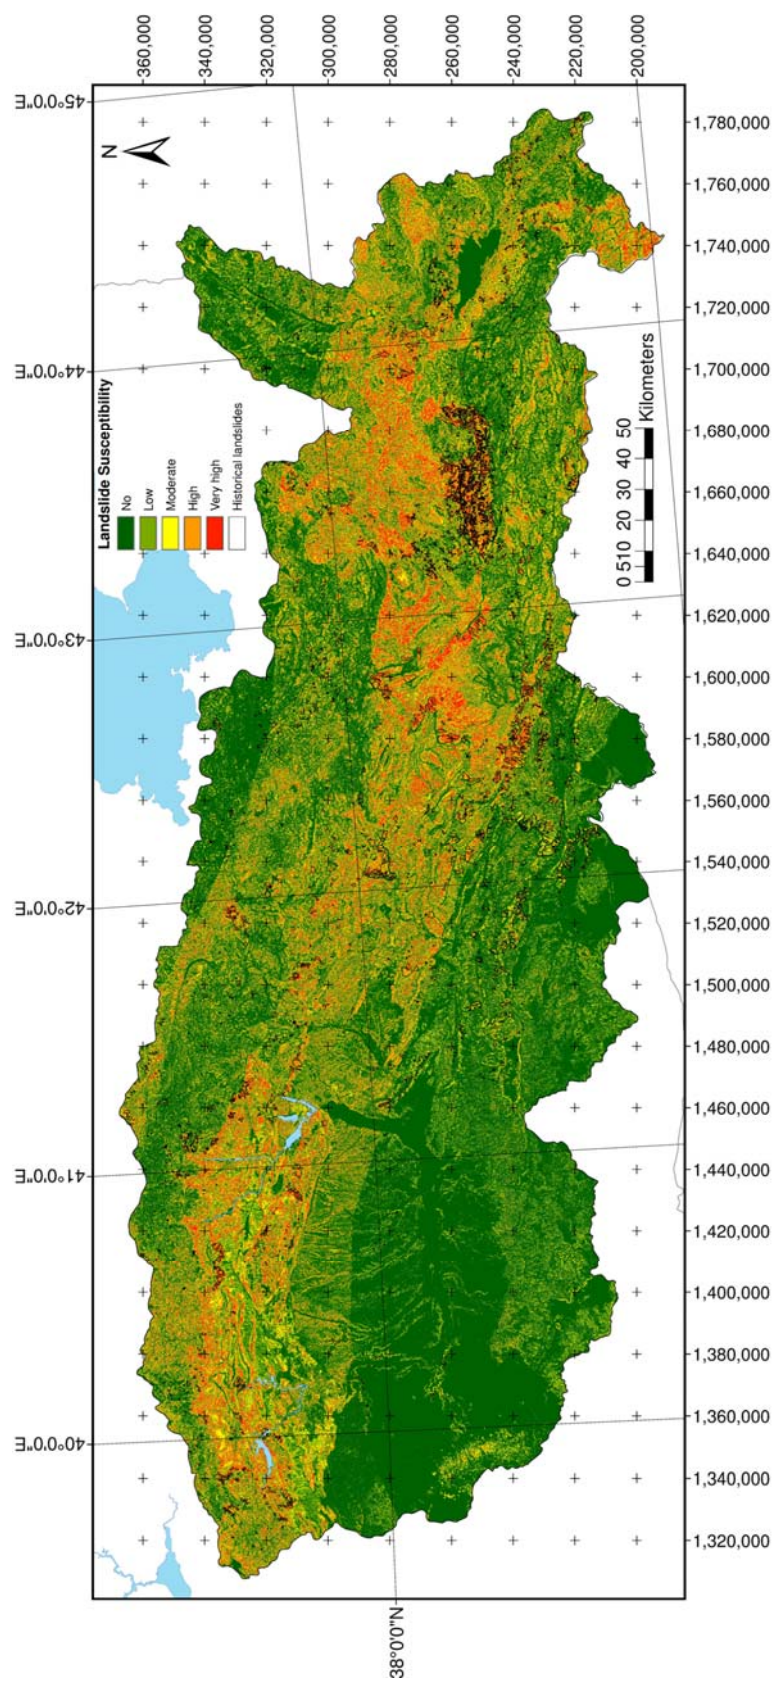 360,000
340,000
320,000
300,000
280,000
260,000
240,000
220,000
200,000
45°0'0"E
44°0'0"E
43°0'0"E
42°0'0"E
41°0'0"E
40°0'0"E
N
Landslide Susceptibility
No
Low
Moderate
High
Very high
Historical landslides
0 510 20 30 40 50
Kilometers
1,780,000
1,760,000
1,740,000
1,720,000
1,700,000
1,680,000
1,660,000
1,640,000
1,620,000
1,600,000
1,580,000
1,560,000
1,540,000
1,520,000
1,500,000
1,480,000
1,460,000
1,440,000
1,420,000
1,400,000
1,380,000
1,360,000
1,340,000
1,320,000
38°0'0"N